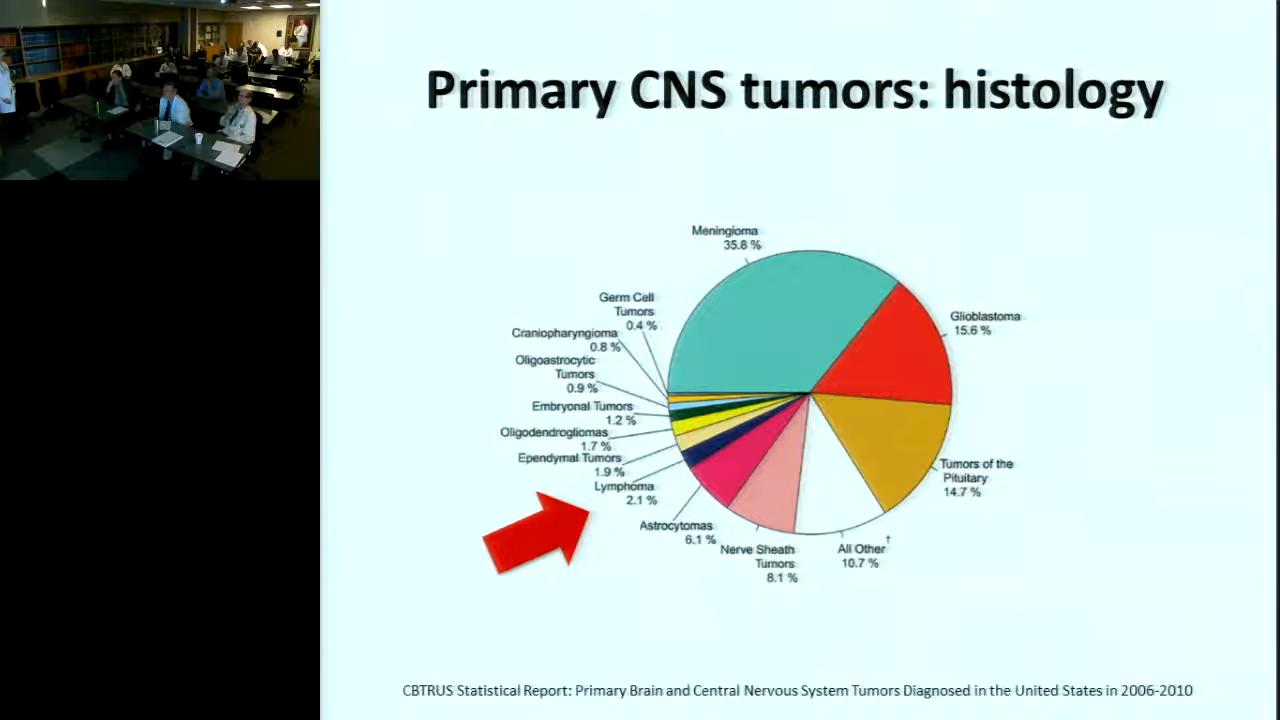 Primary CNS tumors: histology
Meningioma
35.8 %
Germ Cell
Tumors
0.4 %
Craniopharyngioma
0.8 %
Oligoastrocytic
Tumors
0.9 %
Embryonal Tumors
1.2 %
Oligodendrogliomas
1.7 %
Ependymal Tumors
1.9 %
Lymphoma
2.1 %
Astrocytomas
6.1 %
Nerve Sheath
Tumors
8.1 %
All Other †
10.7 %
Tumors of the
Pituitary
14.7 %
Glioblastoma
15.6 %
CBTRUS Statistical Report: Primary Brain and Central Nervous System Tumors Diagnosed in the United States in 2006-2010